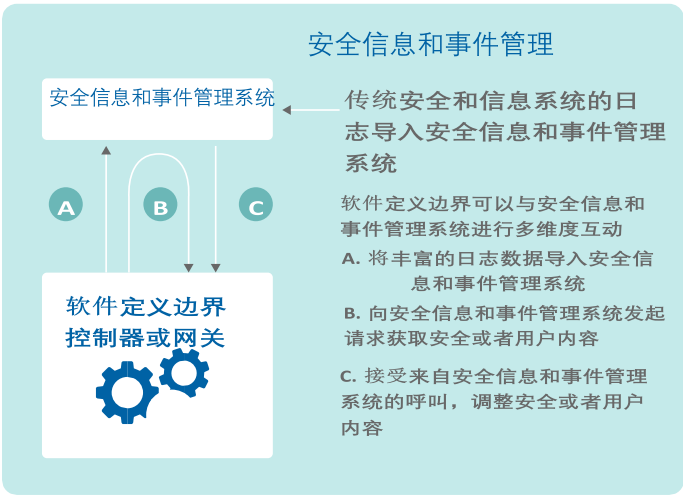 安全信息和事件管理
安全信息和事件管理系统
传统安全和信息系统的日
志导入安全信息和事件管理
系统
A
B
C
软件定义边界可以与安全信息和
事件管理系统进行多维度互动
A. 将丰富的日志数据导入安全信
息和事件管理系统
B. 向安全信息和事件管理系统发起
请求获取安全或者用户内容
C. 接受来自安全信息和事件管理
系统的呼叫，调整安全或者用户
内容
软件定义边界
控制器或网关